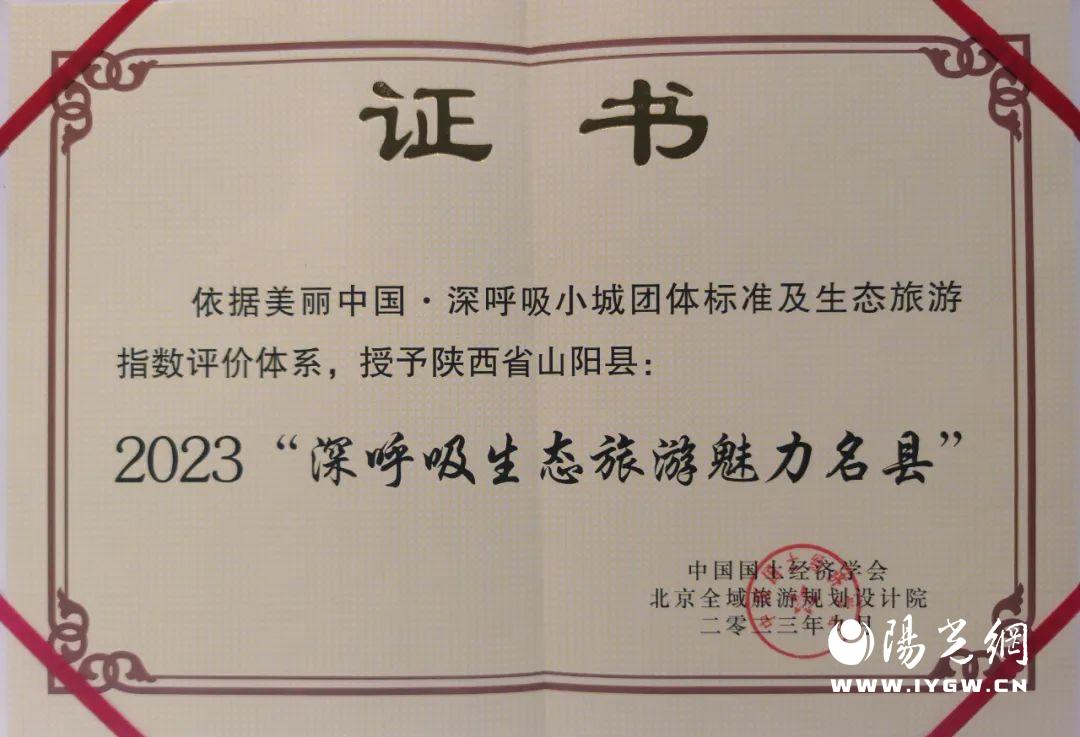 证书
依据美丽中国·深呼吸小城团体标准及生态旅游
指数评价体系，授予陕西省山阳县：
2023“深呼吸生态旅游魅力名县”
中国国土经济学会
北京全域旅游规划设计院
二零二三年九月
陽光網
WWW.IYGW.CN